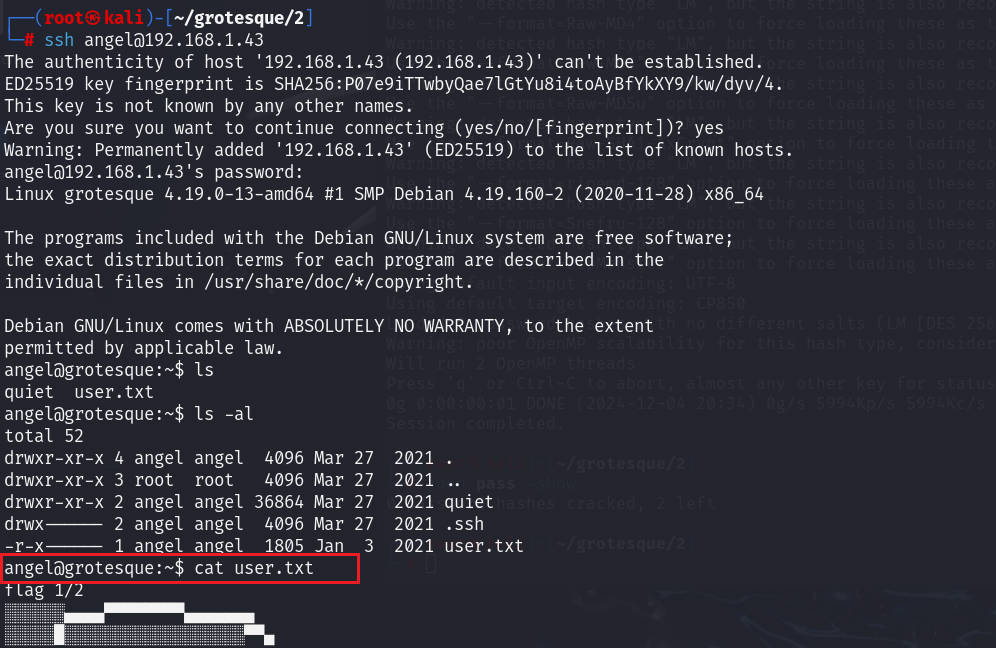 ┌──(root㉿kali)-[~/grotesque/2]
└─# ssh angel@192.168.1.43
The authenticity of host '192.168.1.43 (192.168.1.43)' can't be established.
ED25519 key fingerprint is SHA256:P07e9iTTwbyQae7lGtYu8i4toAyBfYkXY9/kw/dyv/4.
This key is not known by any other names.
Are you sure you want to continue connecting (yes/no/[fingerprint])? yes
Warning: Permanently added '192.168.1.43' (ED25519) to the list of known hosts.
angel@192.168.1.43's password:
Linux grotesque 4.19.0-13-amd64 #1 SMP Debian 4.19.160-2 (2020-11-28) x86_64
The programs included with the Debian GNU/Linux system are free software;
the exact distribution terms for each program are described in the
individual files in /usr/share/doc/*/copyright.
Debian GNU/Linux comes with ABSOLUTELY NO WARRANTY, to the extent
permitted by applicable law.
angel@grotesque:~$ ls
quiet  user.txt
angel@grotesque:~$ ls -al
total 52
drwxr-xr-x 4 angel angel  4096 Mar 27  2021 .
drwxr-xr-x 3 root  root   4096 Mar 27  2021 ..
drwxr-xr-x 2 angel angel 36864 Mar 27  2021 quiet
drwx------ 2 angel angel  4096 Mar 27  2021 .ssh
-r-x------ 1 angel angel  1805 Jan  3  2021 user.txt
angel@grotesque:~$ cat user.txt
flag 1/2